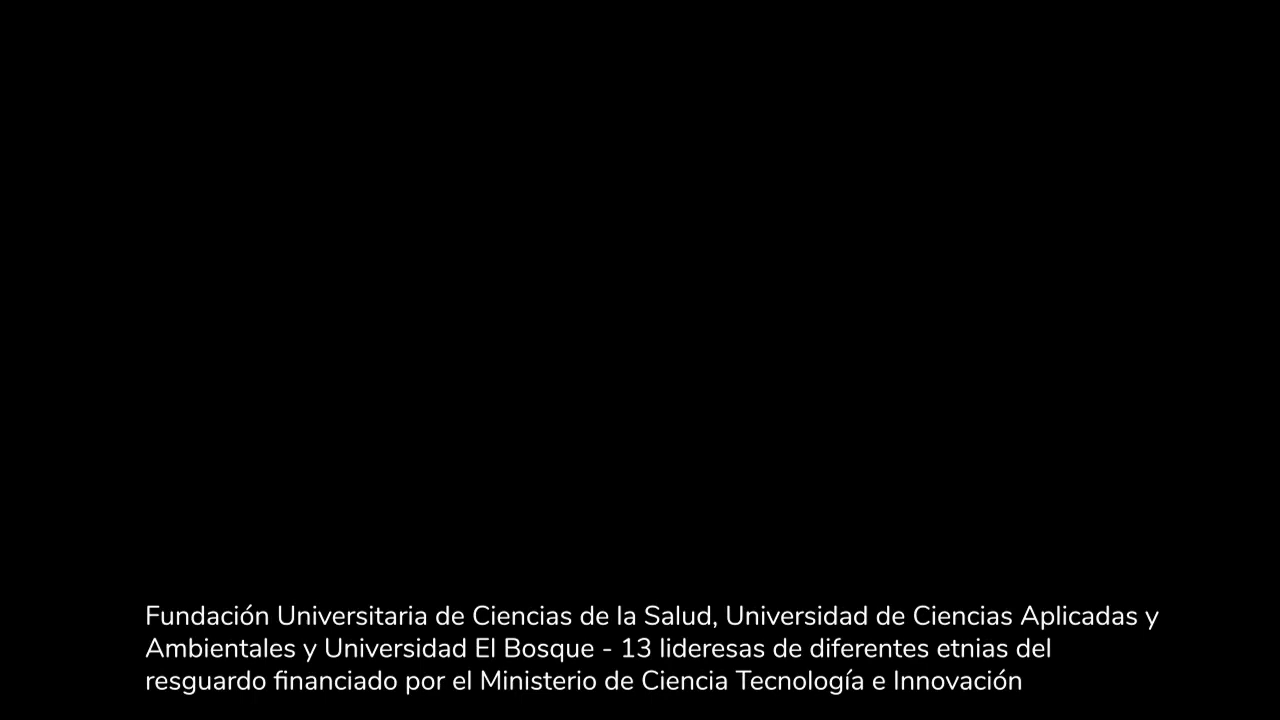 Fundación Universitaria de Ciencias de la Salud, Universidad de Ciencias Aplicadas y
Ambientales y Universidad El Bosque - 13 lideresas de diferentes etnias del
resguardo financiado por el Ministerio de Ciencia Tecnología e Innovación